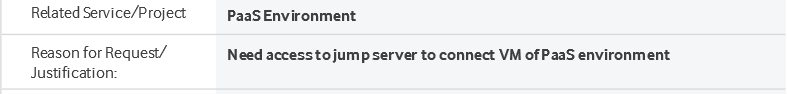 Related Service/Project
PaaS Environment
Reason for Request/
Justification:
Need access to jump server to connect VM of PaaS environment